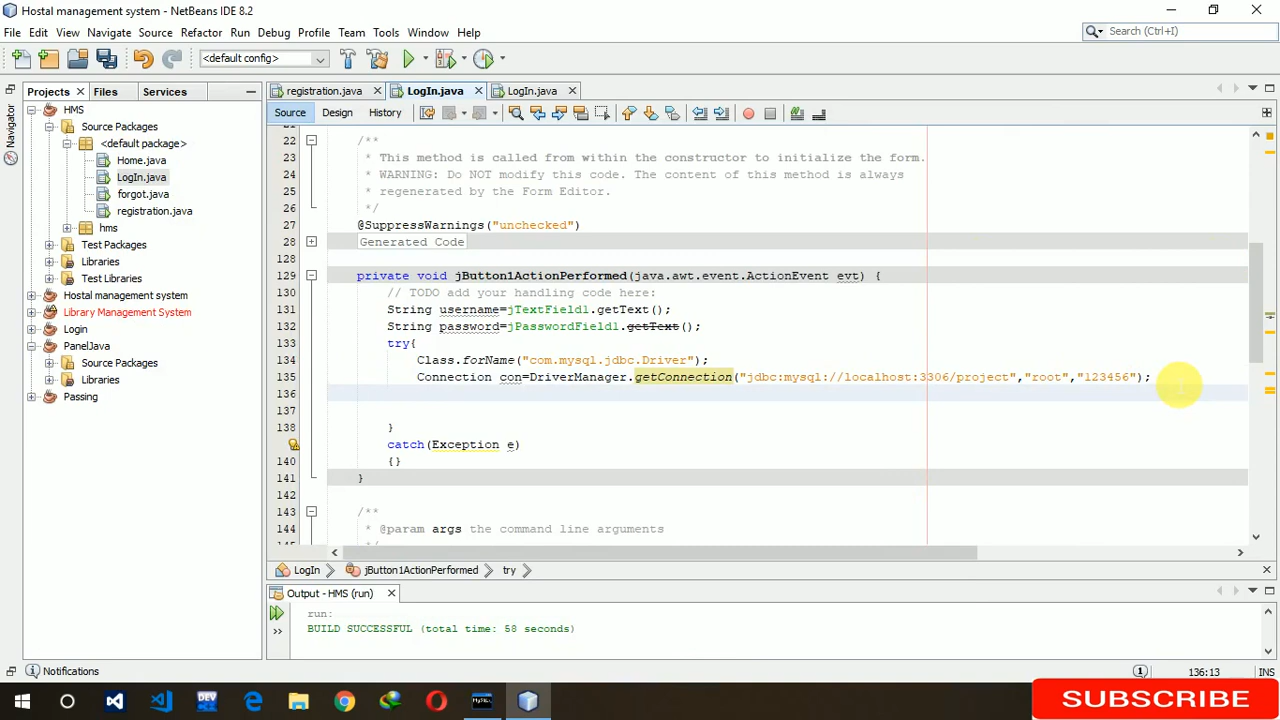 Hostal management system - NetBeans IDE 8.2
File Edit View Navigate Source Refactor Run Debug Profile Team Tools Window Help
Search (Ctrl+I)
<default config>
Projects Files Services
registration.java LogIn.java LogIn.java
Source Design History
Navigator
HMS
Source Packages
<default package>
Home.java
LogIn.java
forgot.java
registration.java
hms
Test Packages
Libraries
Test Libraries
Hostal management system
Library Management System
Login
PanelJava
Source Packages
Libraries
Passing
22 /**
23 * This method is called from within the constructor to initialize the form.
24 * WARNING: Do NOT modify this code. The content of this method is always
25 * regenerated by the Form Editor.
26 */
27 @SuppressWarnings("unchecked")
28 Generated Code
128
129 private void jButton1ActionPerformed(java.awt.event.ActionEvent evt) {
130 // TODO add your handling code here:
131 String username=jTextField1.getText();
132 String password=jPasswordField1.getText();
133 try{
134 Class.forName("com.mysql.jdbc.Driver");
135 Connection con=DriverManager.getConnection("jdbc:mysql://localhost:3306/project","root","123456");
136
137
138 }
catch(Exception e)
140 {}
141 }
142
143 /**
144 * @param args the command line arguments
LogIn jButton1ActionPerformed try
Output - HMS (run)
run:
BUILD SUCCESSFUL (total time: 58 seconds)
Notifications
1
136:13
INS
DEV
MySQL
SUBSCRIBE